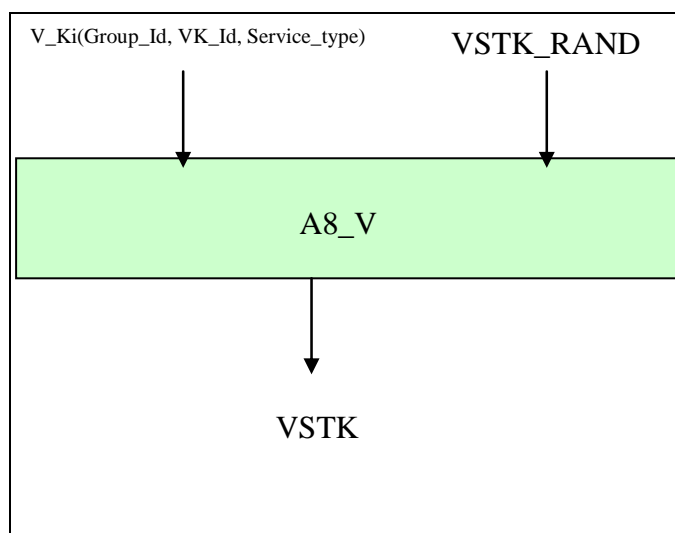 V_Ki(Group_Id, VK_Id, Service_type)
VSTK_RAND
A8_V
VSTK